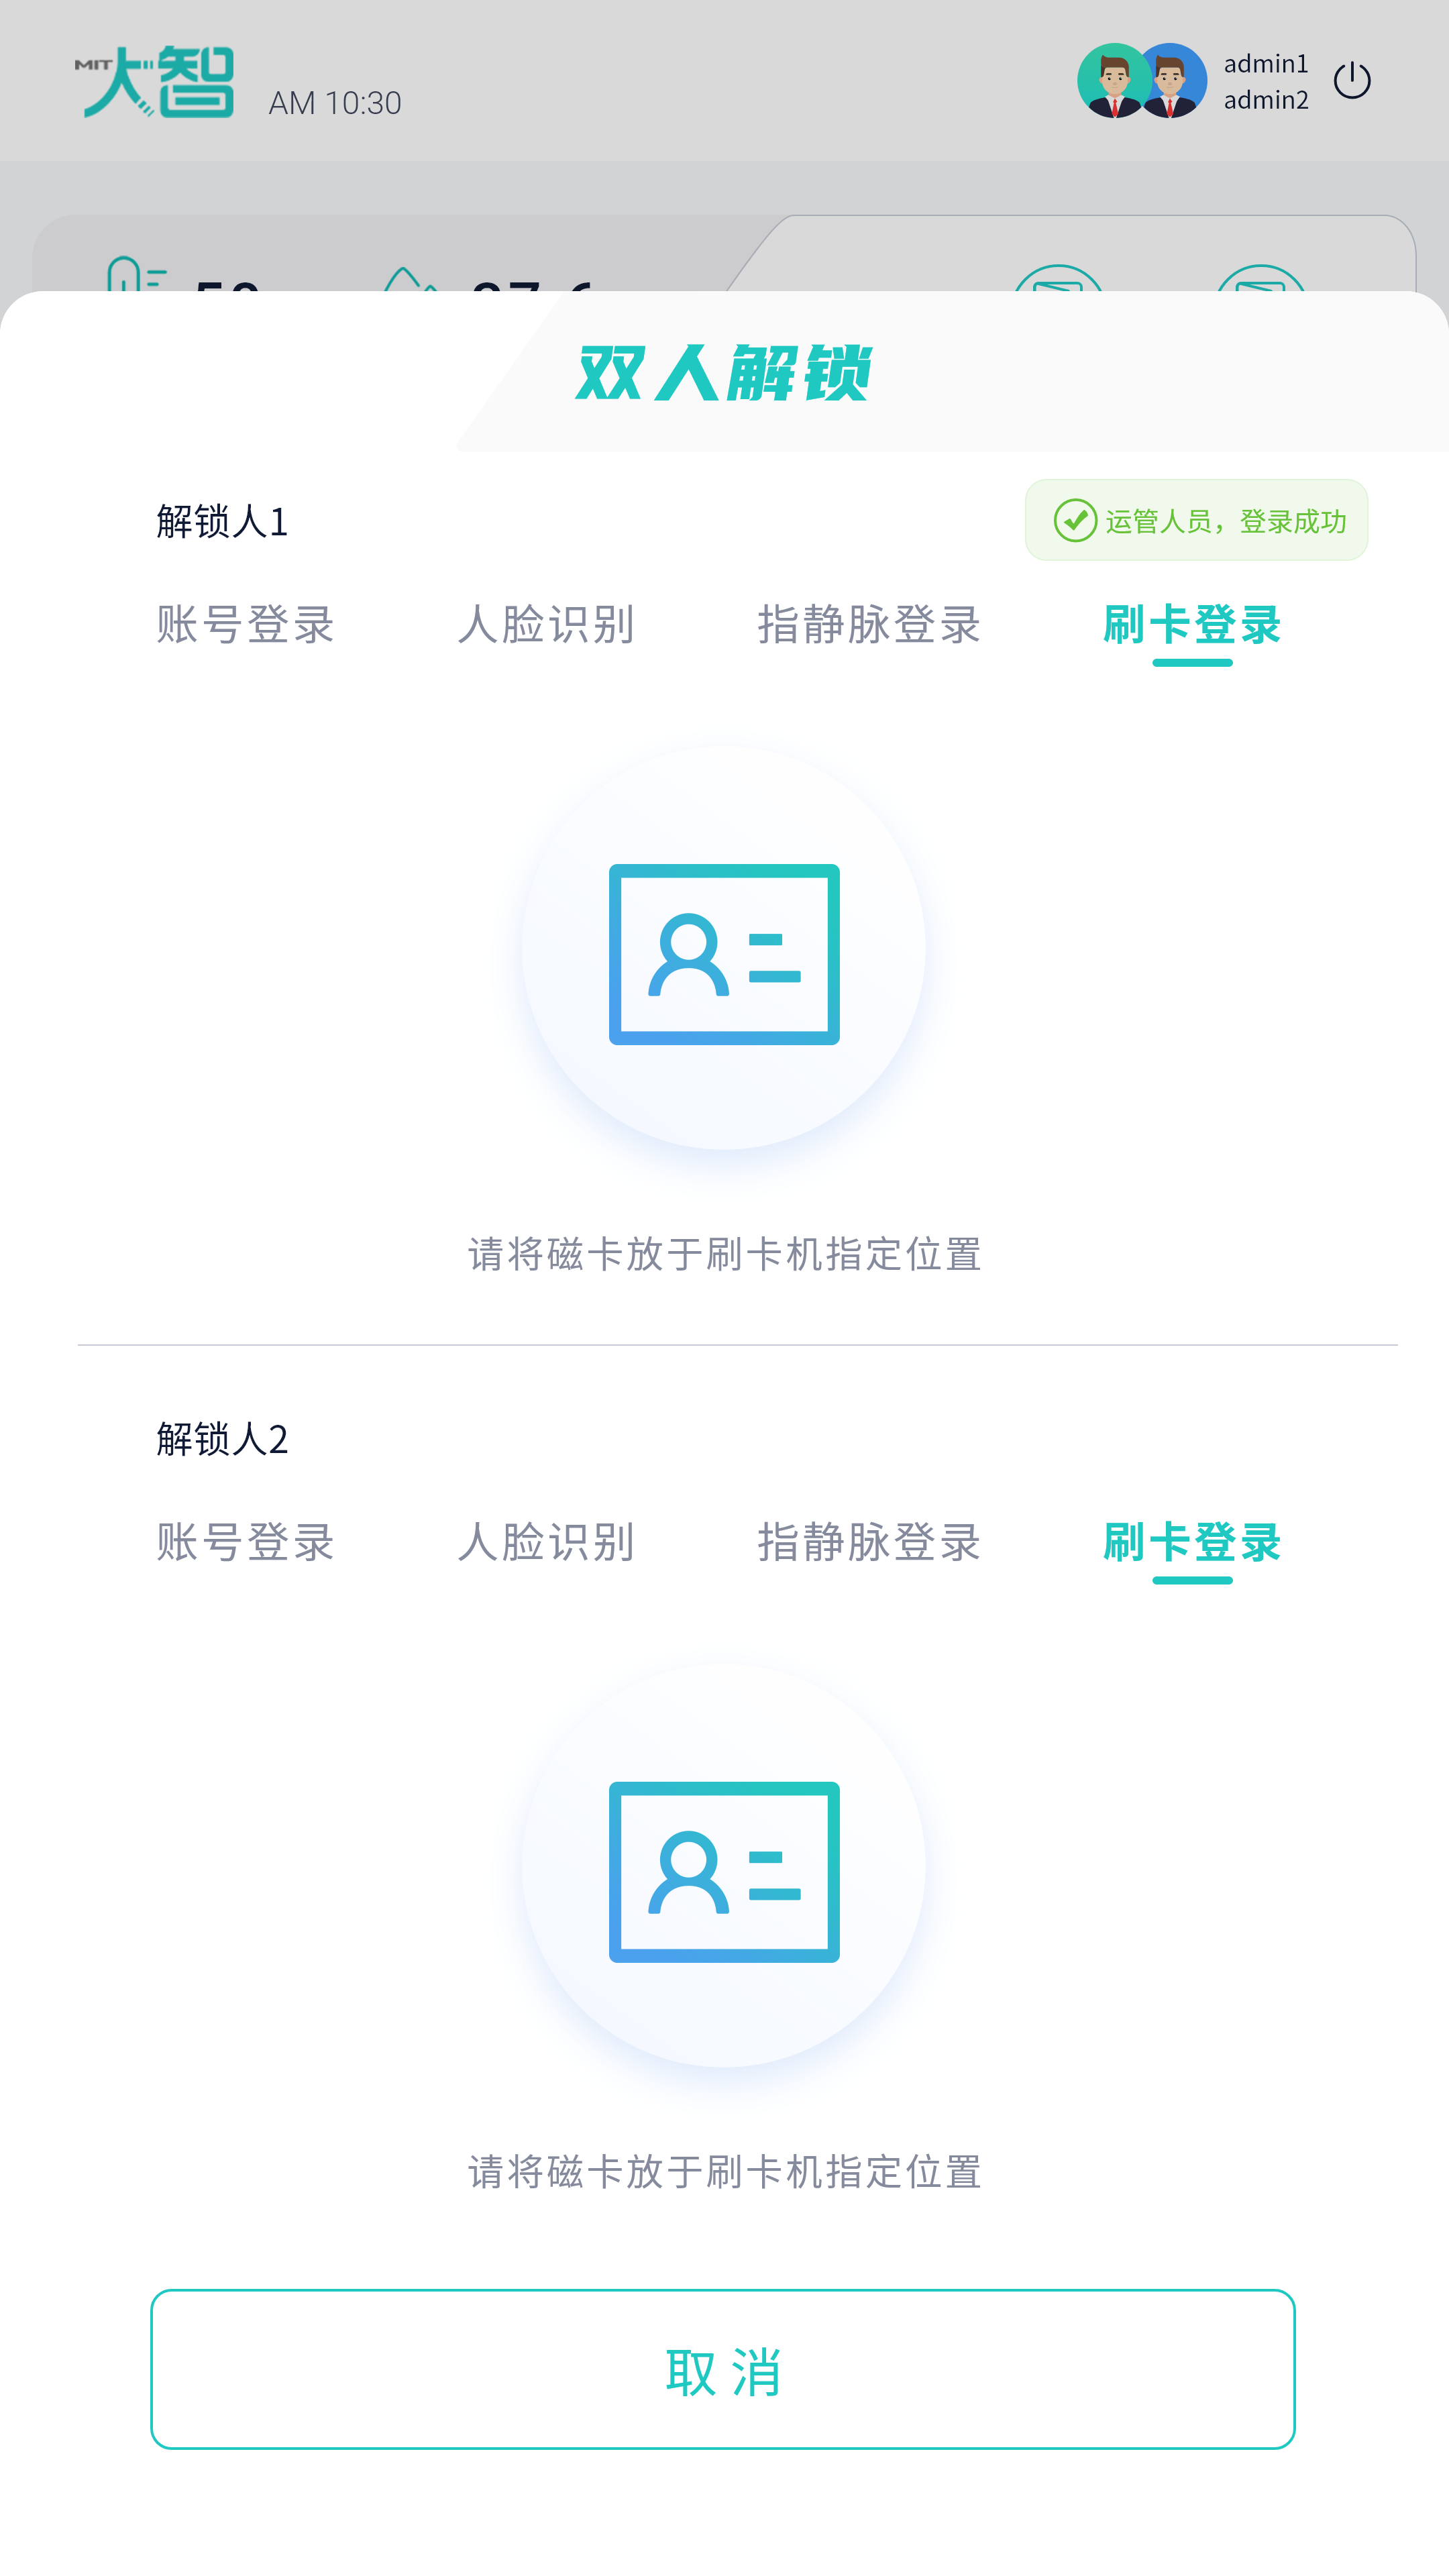 MIT大智
AM 10:30
admin1
admin2
双人解锁
解锁人1
运管人员，登录成功
账号登录 人脸识别 指静脉登录 刷卡登录
请将磁卡放于刷卡机指定位置
解锁人2
账号登录 人脸识别 指静脉登录 刷卡登录
请将磁卡放于刷卡机指定位置
取消